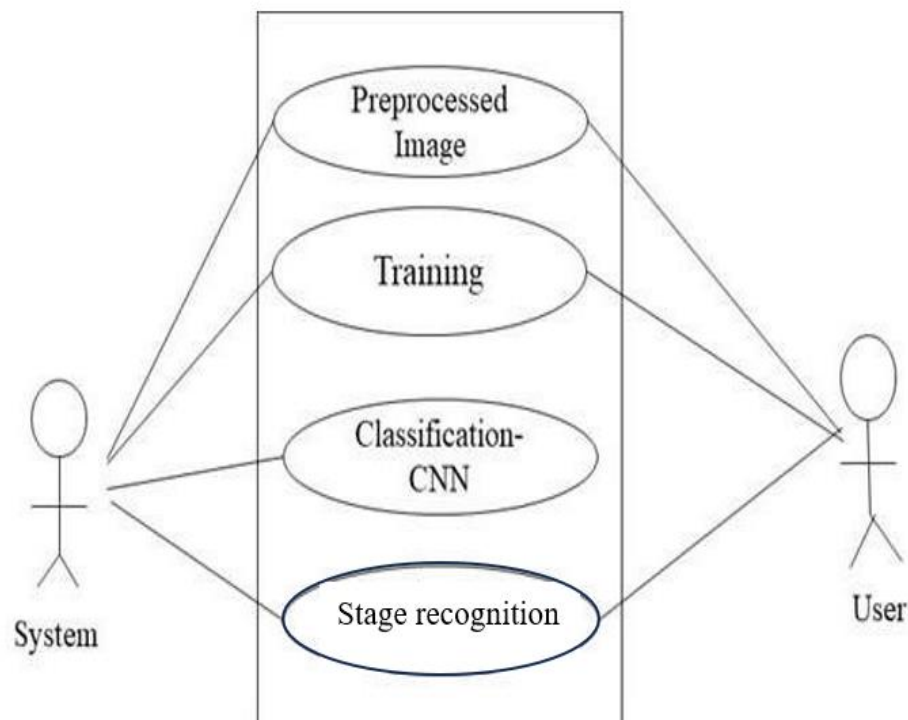 Preprocessed
Image
Training
Classification-
CNN
Stage recognition
System
User